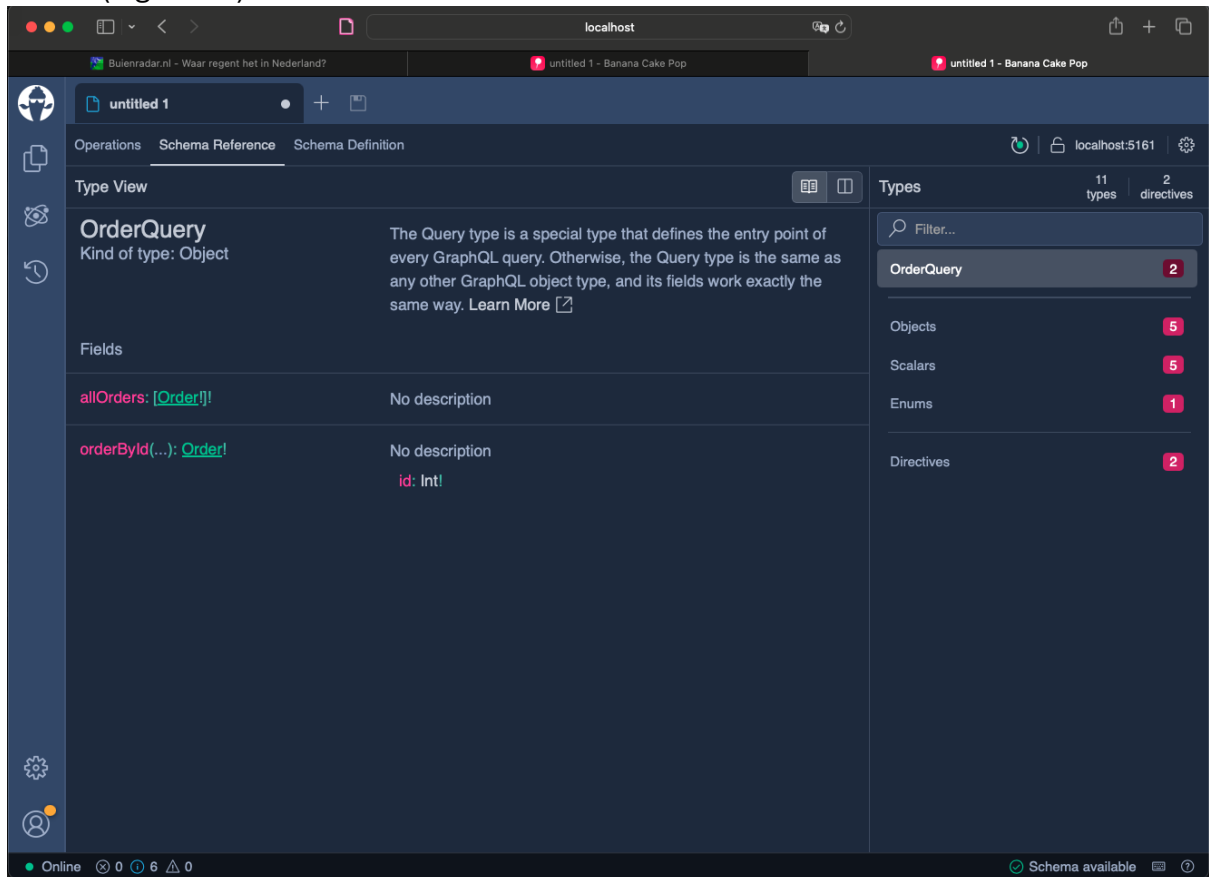 localhost
Buienradar.nl - Waar regent het in Nederland?
untitled 1 - Banana Cake Pop
untitled 1 - Banana Cake Pop
untitled 1
Operations Schema Reference Schema Definition
localhost:5161
Type View
Types
11 types
2 directives
OrderQuery
Kind of type: Object
The Query type is a special type that defines the entry point of
every GraphQL query. Otherwise, the Query type is the same as
any other GraphQL object type, and its fields work exactly the
same way. Learn More
Fields
allOrders: [Order!]!
No description
orderById(...): Order!
No description
id: Int!
Filter...
OrderQuery 2
Objects 5
Scalars 5
Enums 1
Directives 2
Online 0 6 0
Schema available